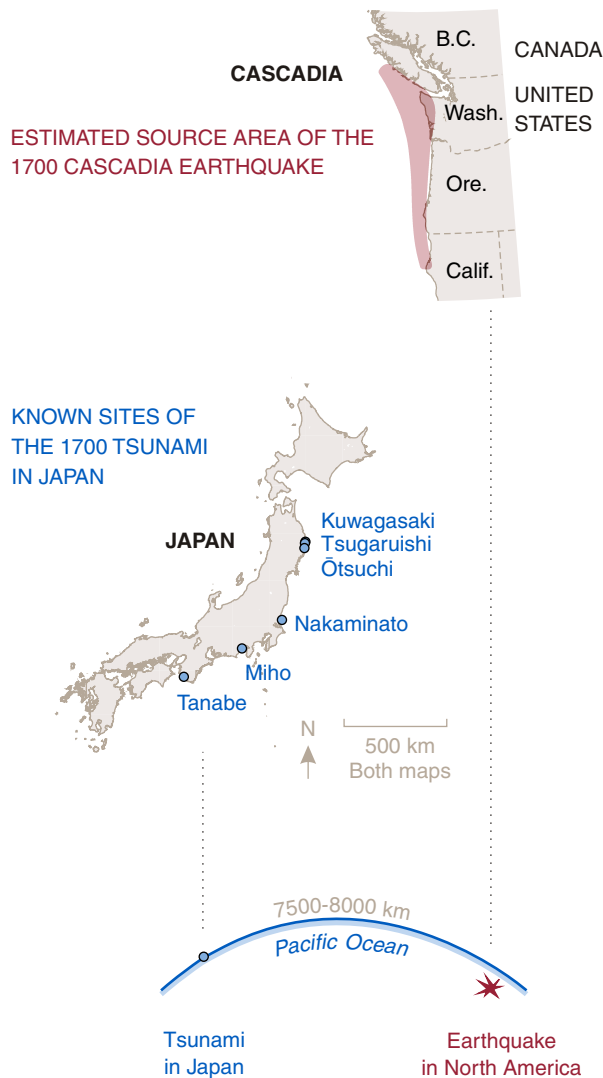 B.C.
CANADA
CASCADIA
UNITED
STATES
Wash.
ESTIMATED SOURCE AREA OF THE
1700 CASCADIA EARTHQUAKE
Ore.
Calif.
KNOWN SITES OF
THE 1700 TSUNAMI
IN JAPAN
JAPAN
Kuwagasaki
Tsugaruishi
Ōtsuchi
Nakaminato
Miho
Tanabe
N
500 km
Both maps
7500-8000 km
Pacific Ocean
Tsunami
in Japan
Earthquake
in North America